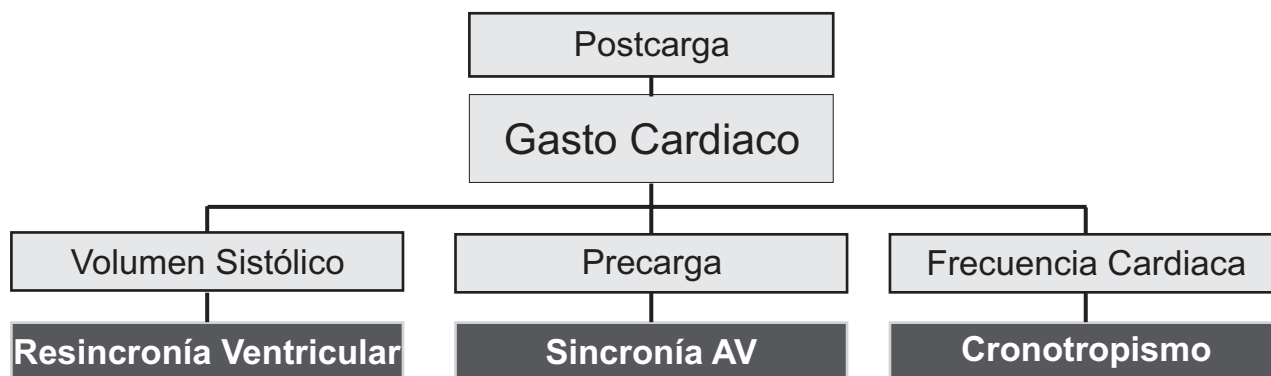 Postcarga
Gasto Cardiaco
Volumen Sistólico
Precarga
Frecuencia Cardiaca
Resincronía Ventricular
Sincronía AV
Cronotropismo